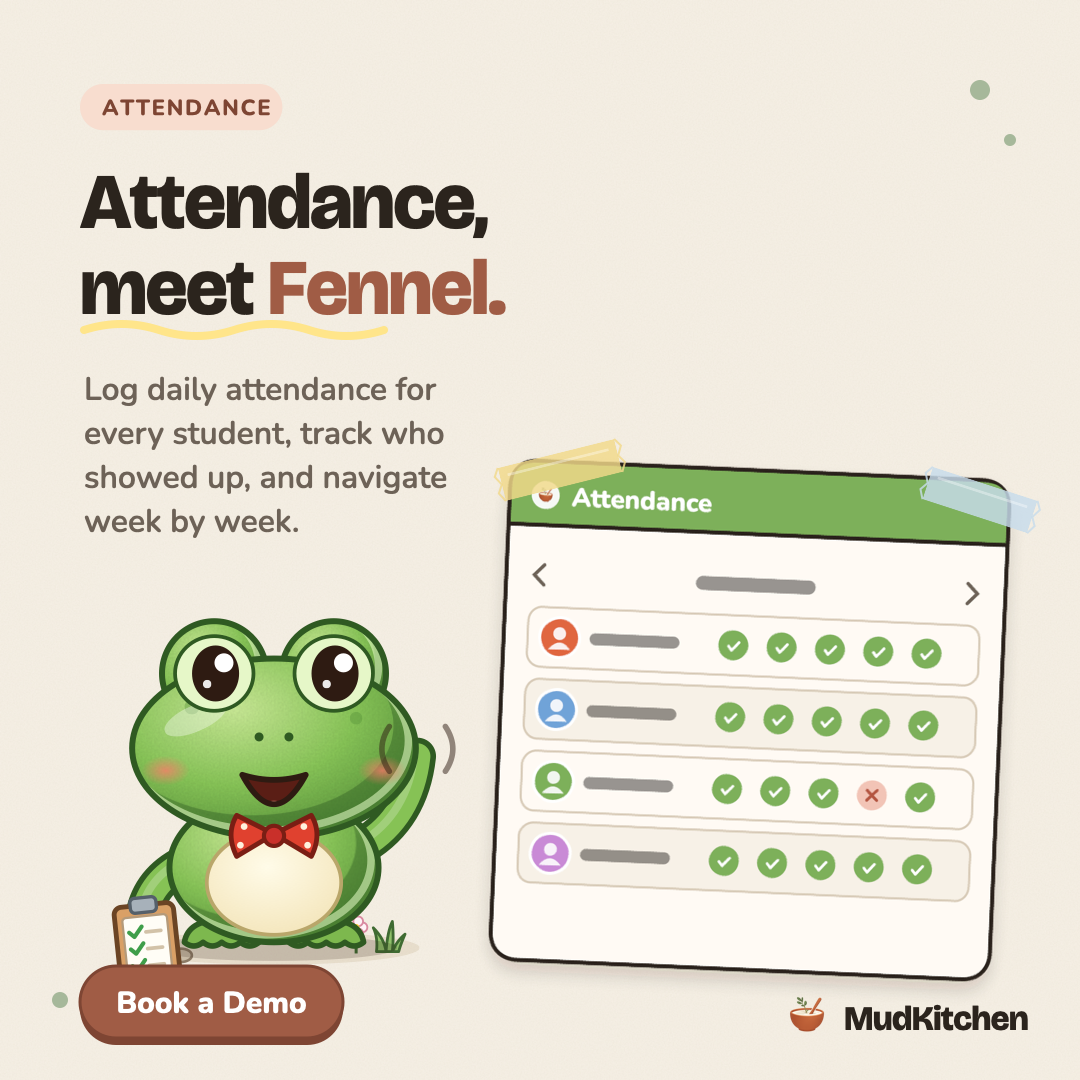 ATTENDANCE
Attendance,
meet Fennel.
Log daily attendance for
every student, track who
showed up, and navigate
week by week.
Attendance
Book a Demo
MudKitchen